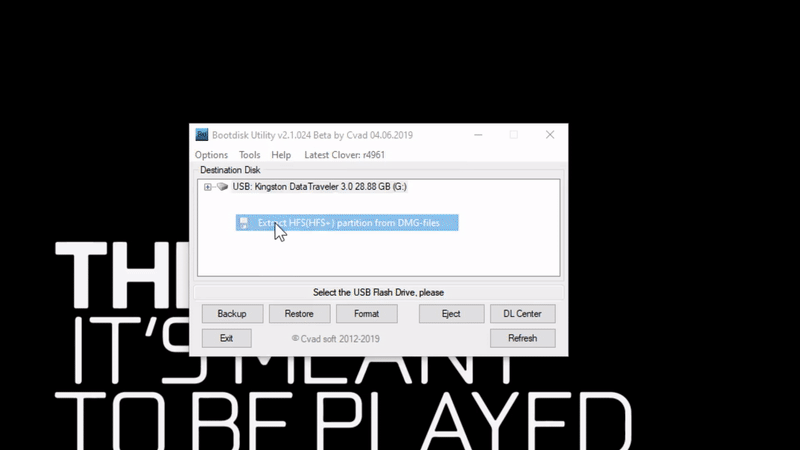 Bootdisk Utility v2.1.024 Beta by Cvad 04.06.2019
Options Tools Help Latest Clover: r4961
Destination Disk
USB: Kingston DataTraveler 3.0 28.88 GB (G:)
Extract HFS(HFS+) partition from DMG-files
Select the USB Flash Drive, please
Backup Restore Format Eject DL Center
Exit © Cvad soft 2012-2019 Refresh
IT'S MEANT
TO BE PLAYED